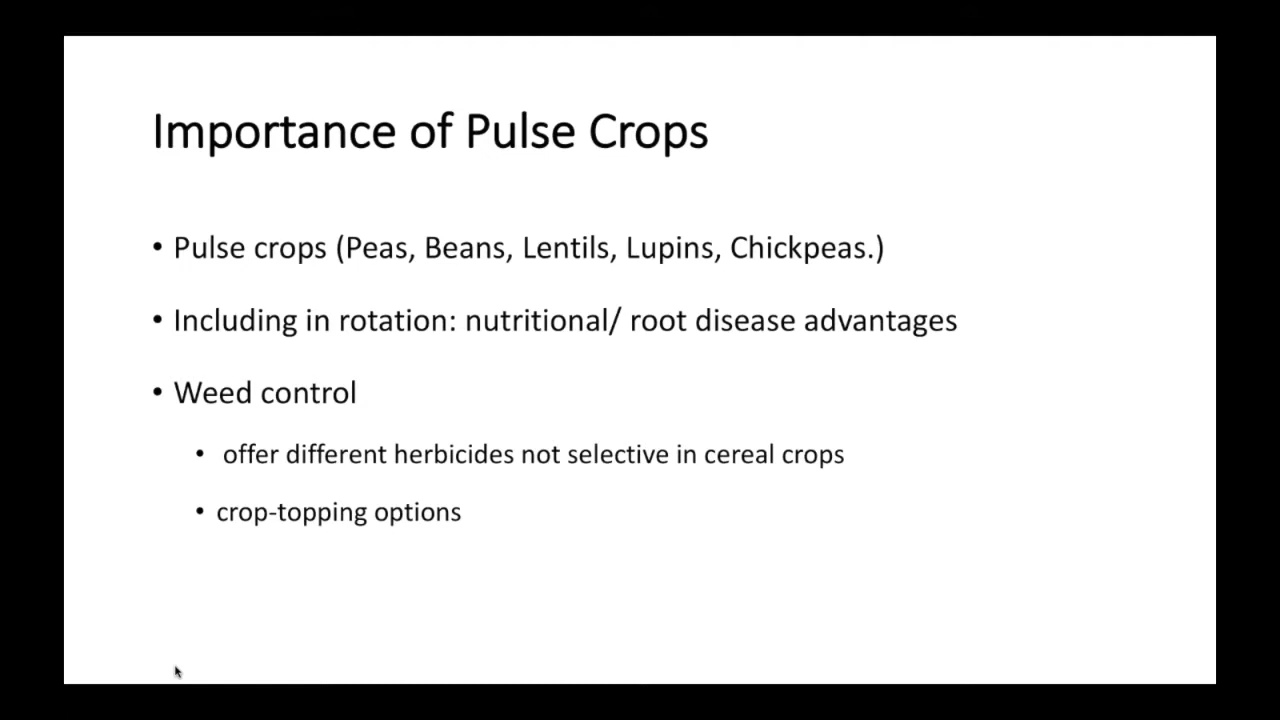 Importance of Pulse Crops
• Pulse crops (Peas, Beans, Lentils, Lupins, Chickpeas.)
• Including in rotation: nutritional/ root disease advantages
• Weed control
• offer different herbicides not selective in cereal crops
• crop-topping options